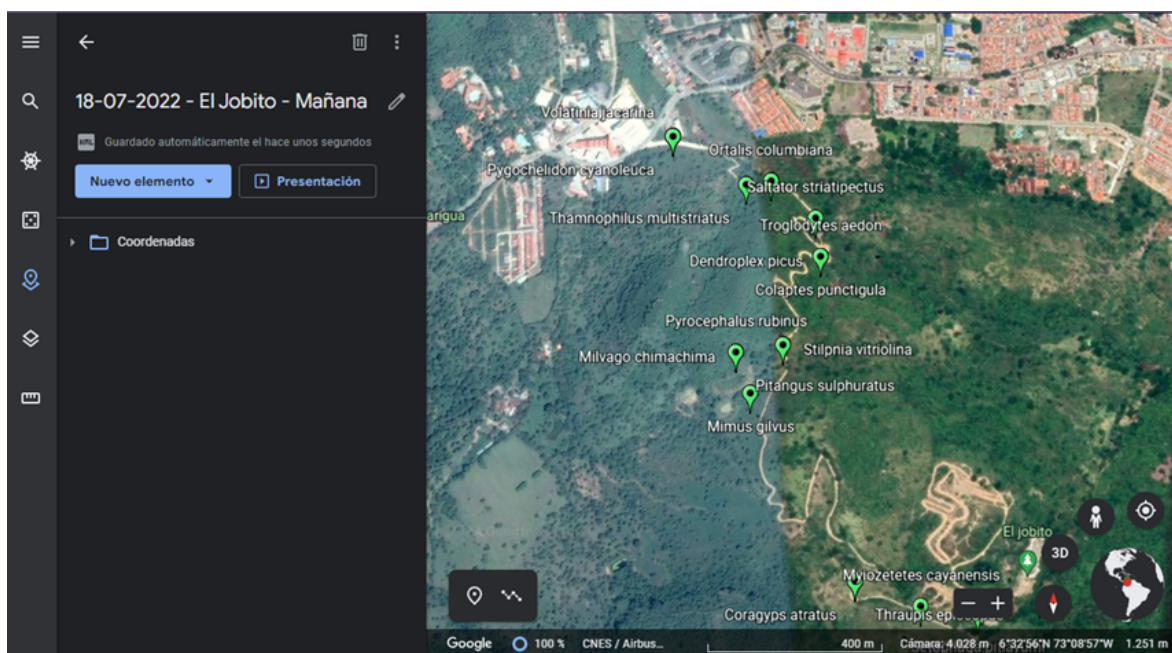 18-07-2022 - El Jobito - Mañana
KML Guardado automáticamente el hace unos segundos
Nuevo elemento
Presentación
Coordenadas
Volatinia jacarina
Ortalis columbiana
Pygochelidon cyanoleuca
Saltator striatipectus
arigua
Thamnophilus multistriatus
Troglodytes aedon
Dendroplex picus
Colaptes punctigula
Pyrocephalus rubinus
Milvago chimachima
Stilpnia vitriolina
Pitangus sulphuratus
Mimus gilvus
El jobito
3D
Myiozetetes cayanensis
Coragyps atratus
Thraupis
Google 100 % CNES / Airbus... 400 m Cámara: 4.028 m 6°32'56"N 73°08'57"W 1.251 m